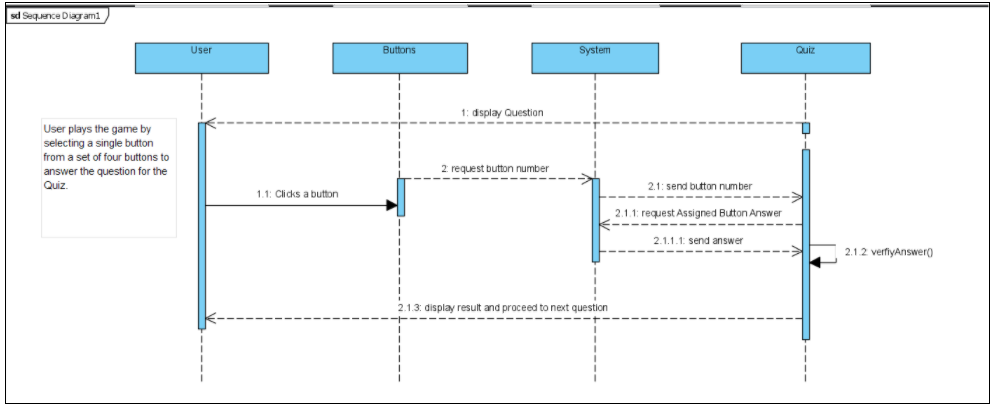 sd Sequence Diagram1
User
Buttons
System
Quiz
1: display Question
User plays the game by
selecting a single button
from a set of four buttons to
answer the question for the
Quiz.
2: request button number
2.1: send button number
1.1: Clicks a button
2.1.1: request Assigned Button Answer
2.1.1.1: send answer
2.1.2: verfiyAnswer()
2.1.3: display result and proceed to next question